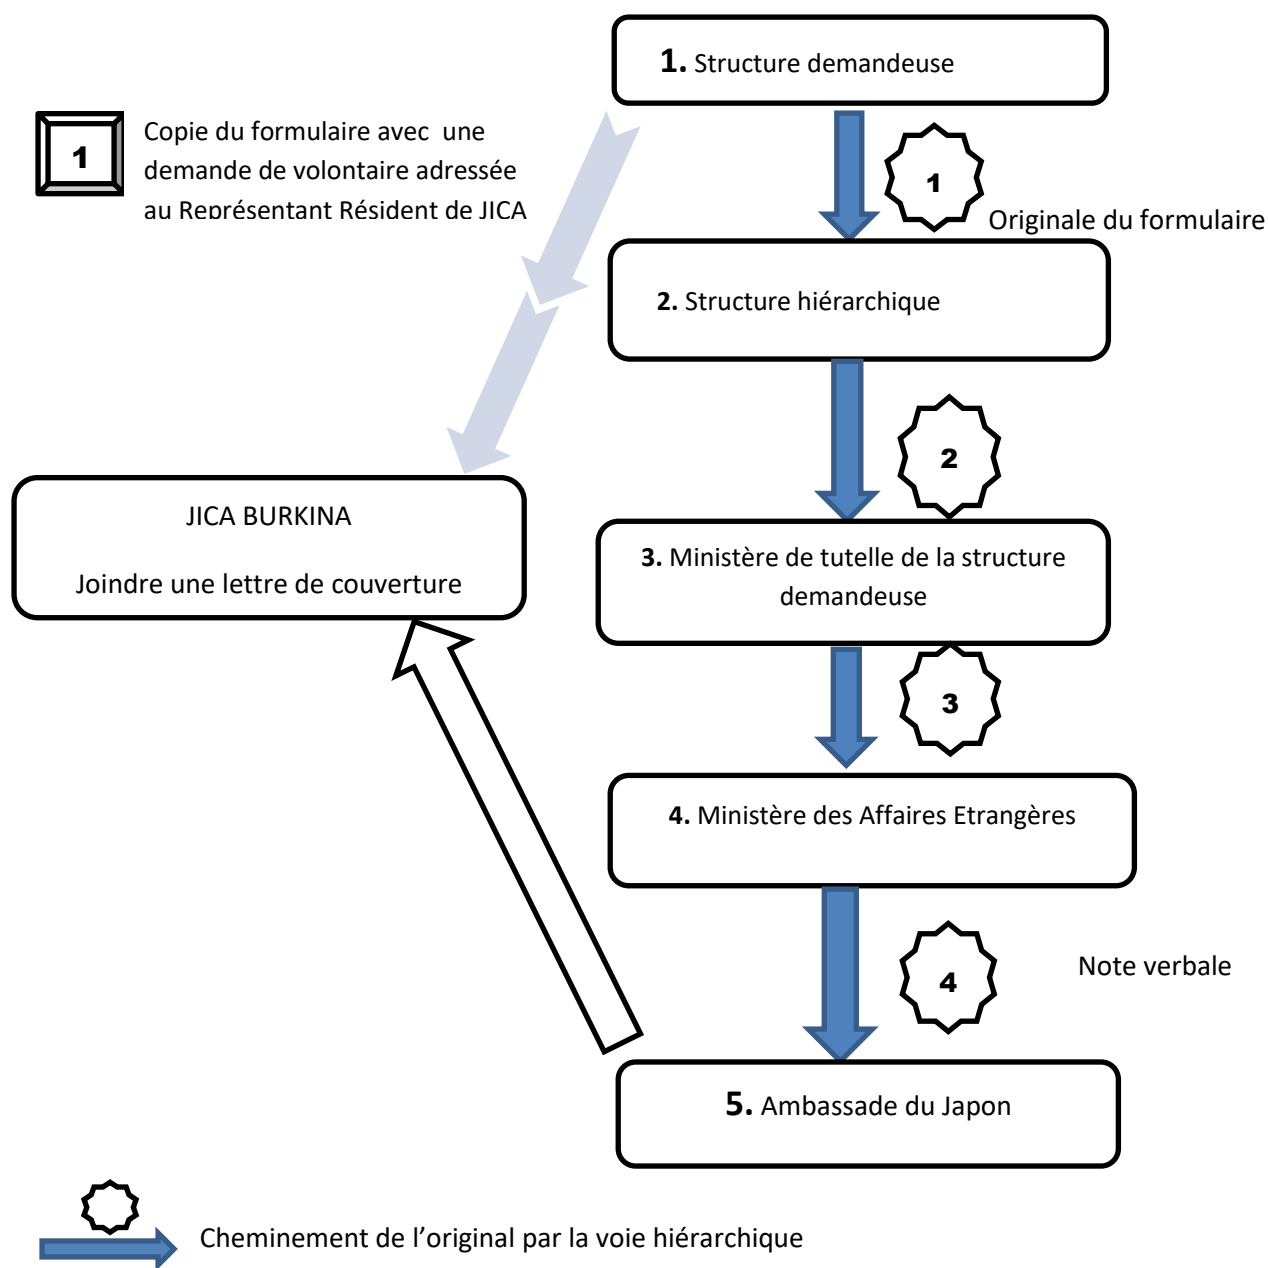 1. Structure demandeuse
1
Copie du formulaire avec une
demande de volontaire adressée
au Représentant Résident de JICA
1
Originale du formulaire
2. Structure hiérarchique
2
JICA BURKINA
Joindre une lettre de couverture
3. Ministère de tutelle de la structure
demandeuse
3
4. Ministère des Affaires Etrangères
4
Note verbale
5. Ambassade du Japon
Cheminement de l’original par la voie hiérarchique